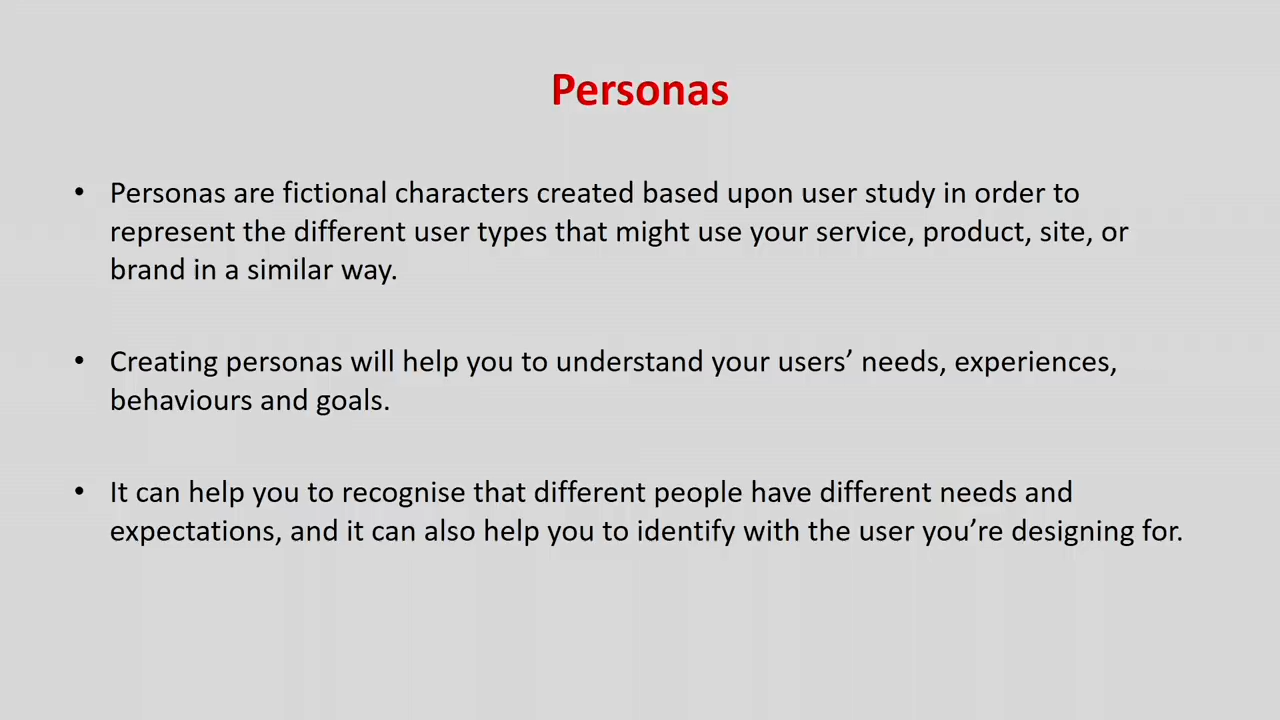 Personas
• Personas are fictional characters created based upon user study in order to
represent the different user types that might use your service, product, site, or
brand in a similar way.
• Creating personas will help you to understand your users’ needs, experiences,
behaviours and goals.
• It can help you to recognise that different people have different needs and
expectations, and it can also help you to identify with the user you’re designing for.